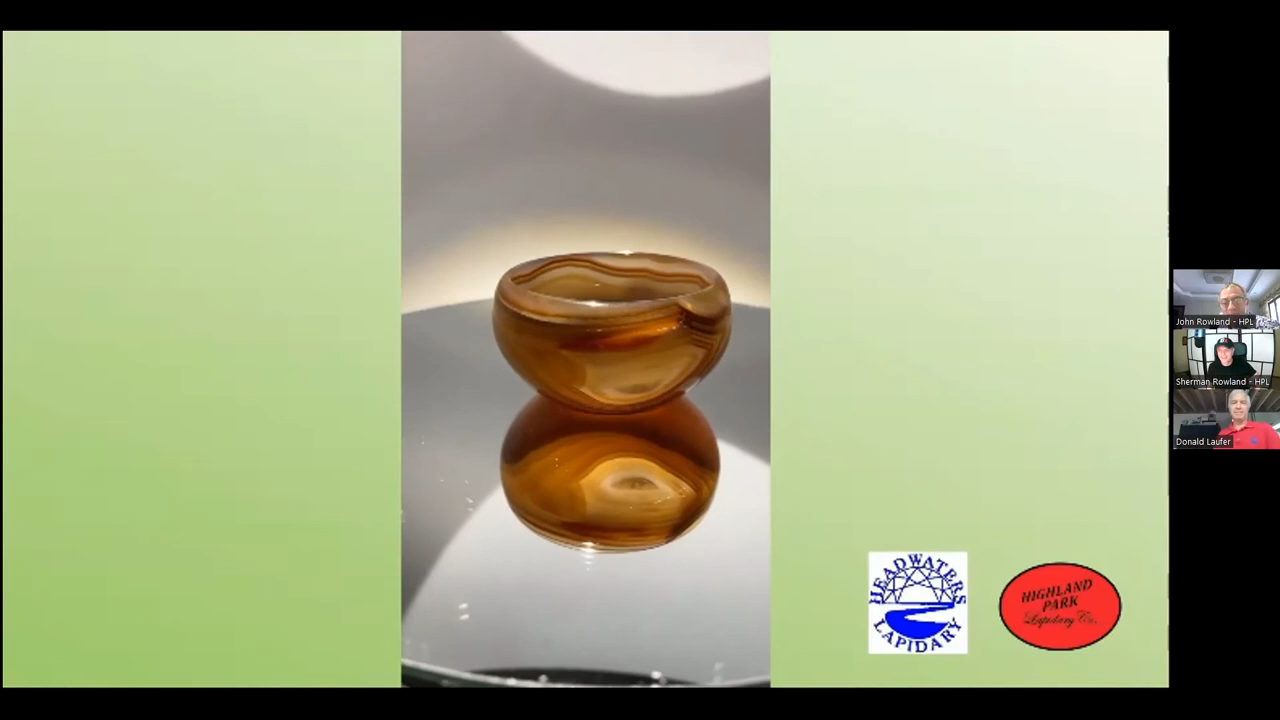 HEADWATERS
LAPIDARY
HIGHLAND
PARK
Lapidary Co.
John Rowland - HPL
Sherman Rowland - HPL
Donald Laufer